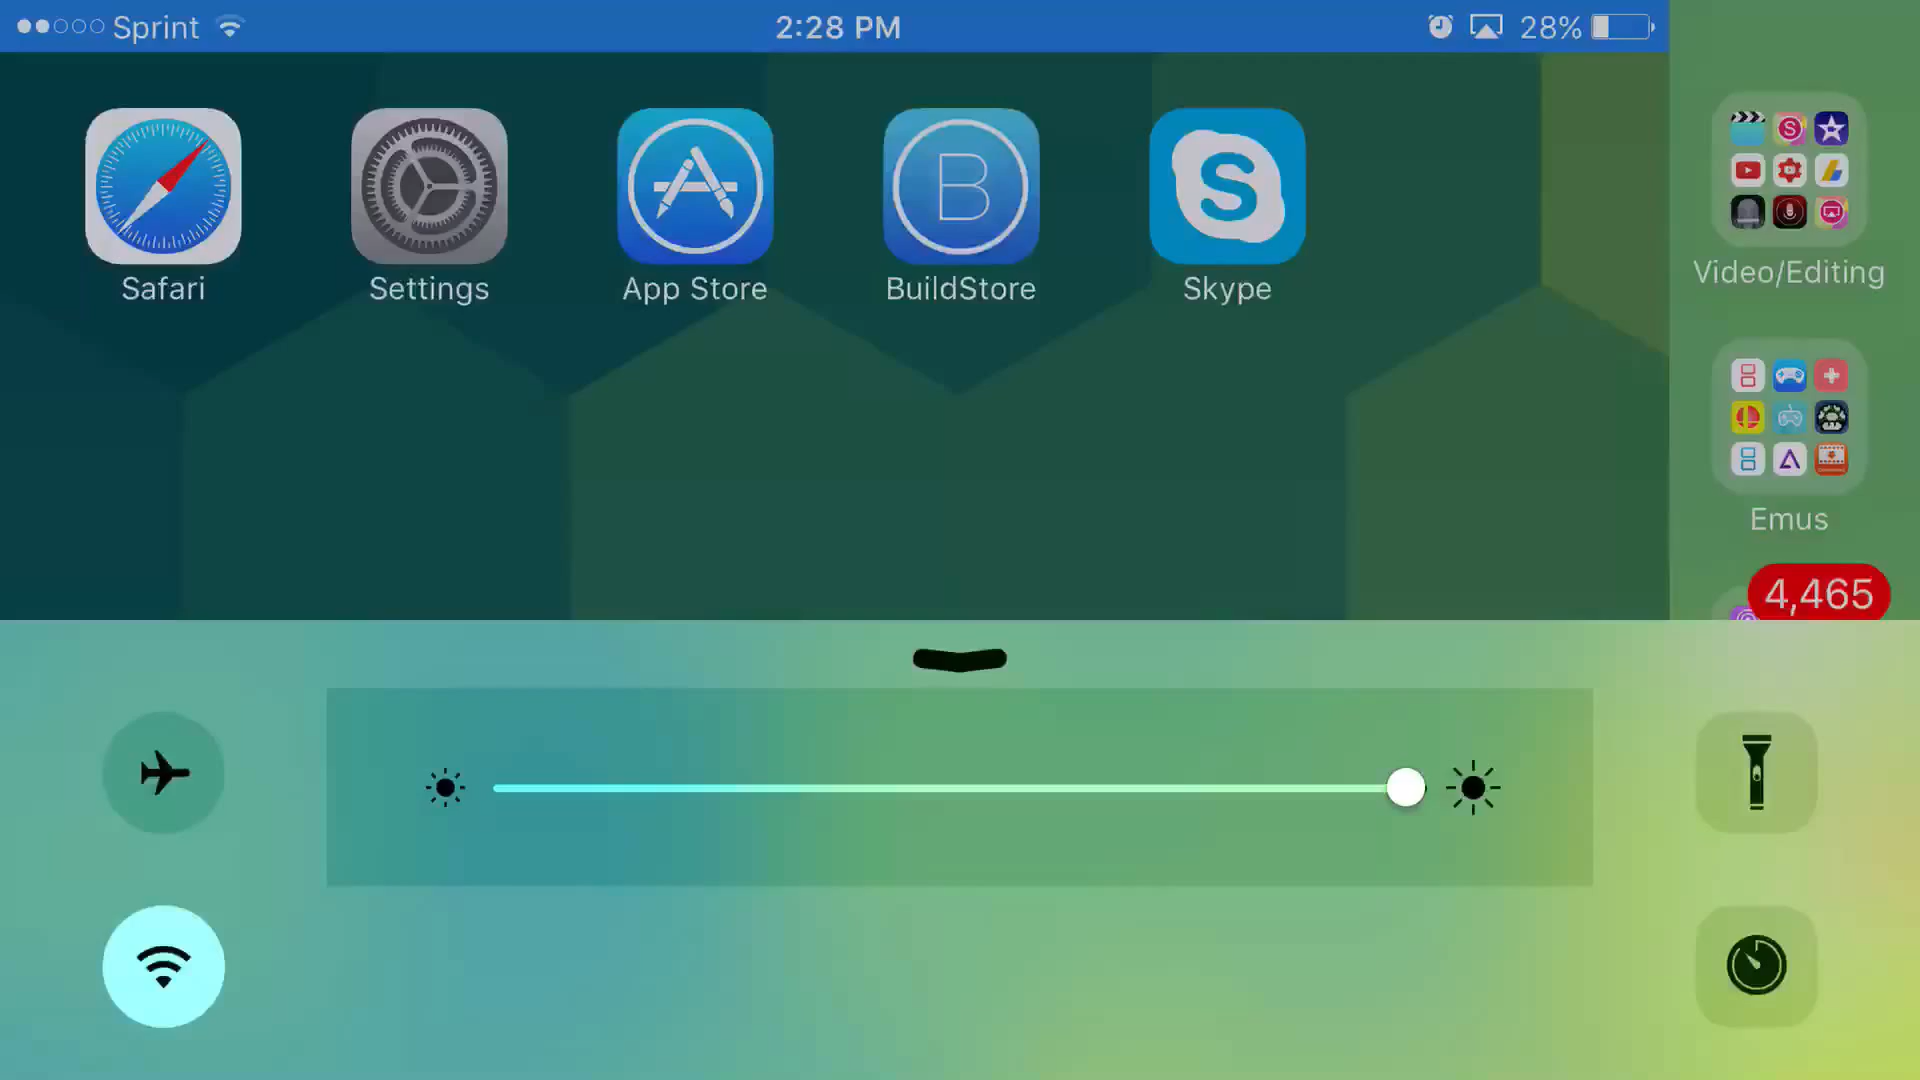 Sprint 2:28 PM 28%
Safari Settings App Store BuildStore Skype
Video/Editing
Emus
4,465